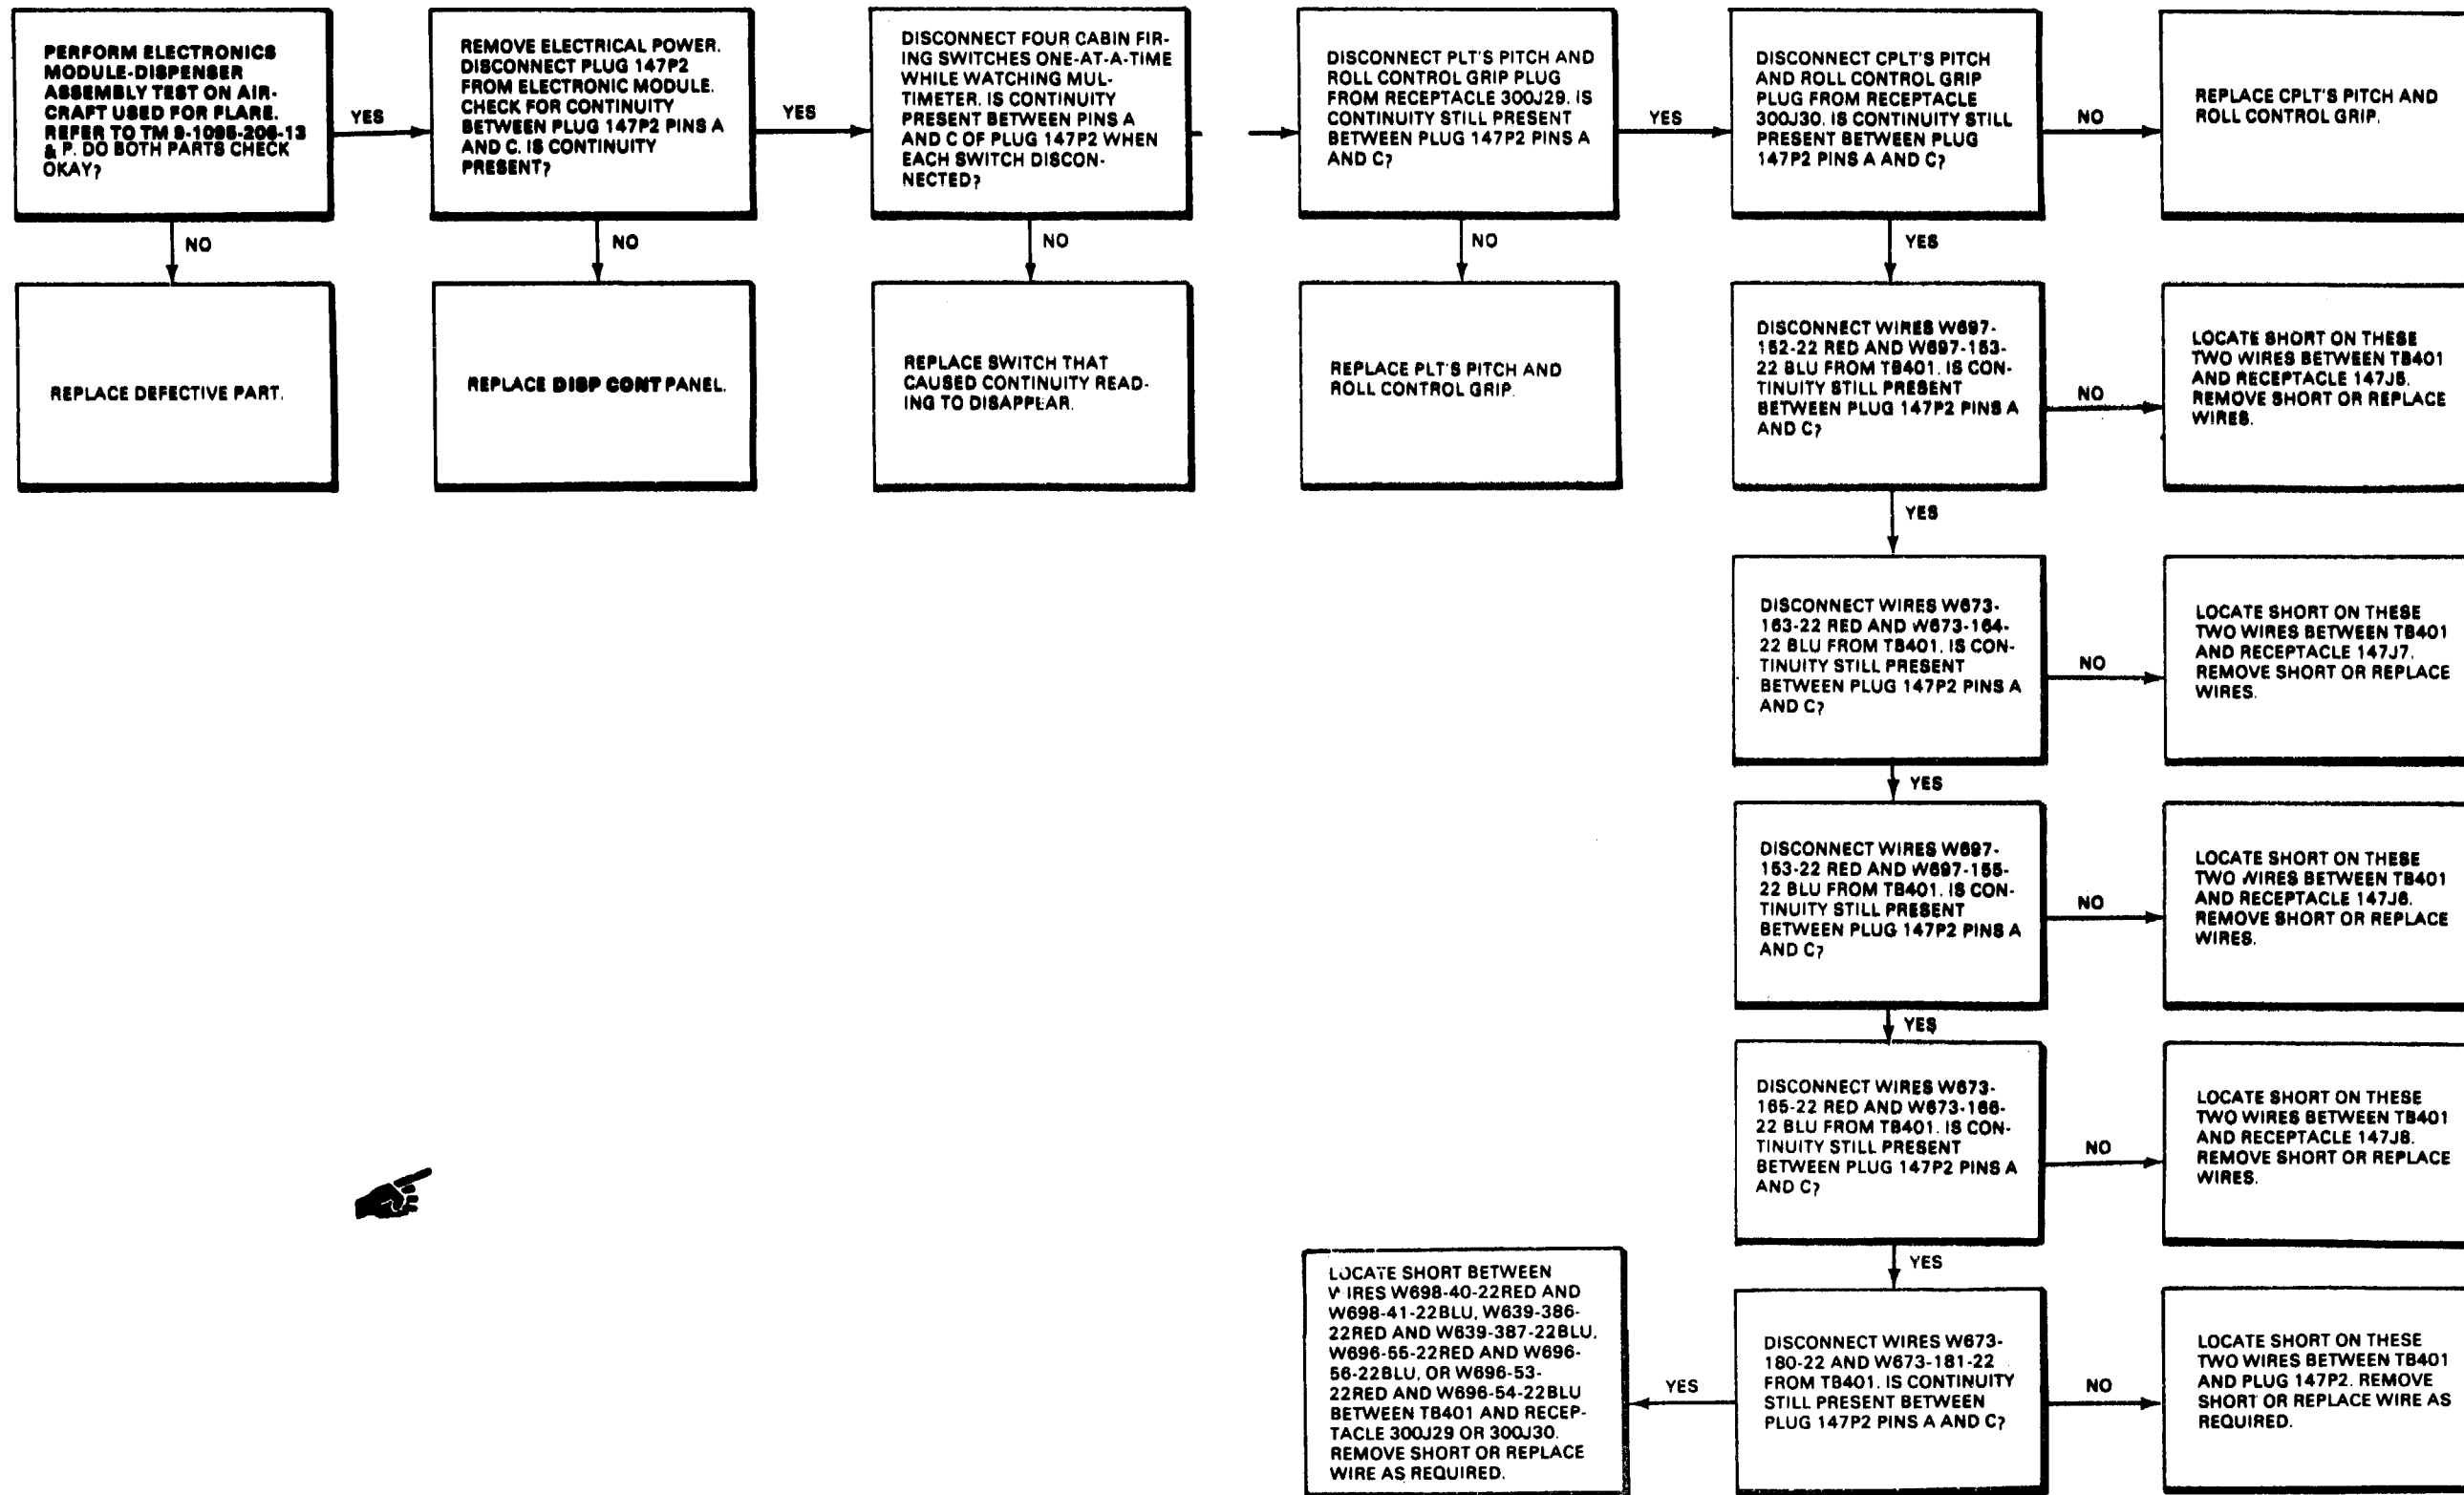 PERFORM ELECTRONICS
MODULE-DISPENSER
ASSEMBLY TEST ON AIR-
CRAFT USED FOR FLARE.
REFER TO TM 9-1095-206-13
& P. DO BOTH PARTS CHECK
OKAY?
YES
REMOVE ELECTRICAL POWER.
DISCONNECT PLUG 147P2
FROM ELECTRONIC MODULE.
CHECK FOR CONTINUITY
BETWEEN PLUG 147P2 PINS A
AND C. IS CONTINUITY
PRESENT?
YES
DISCONNECT FOUR CABIN FIR-
ING SWITCHES ONE-AT-A-TIME
WHILE WATCHING MUL-
TIMETER. IS CONTINUITY
PRESENT BETWEEN PINS A
AND C OF PLUG 147P2 WHEN
EACH SWITCH DISCON-
NECTED?
DISCONNECT PLT'S PITCH AND
ROLL CONTROL GRIP PLUG
FROM RECEPTACLE 300J29. IS
CONTINUITY STILL PRESENT
BETWEEN PLUG 147P2 PINS A
AND C?
YES
DISCONNECT CPLT'S PITCH
AND ROLL CONTROL GRIP
PLUG FROM RECEPTACLE
300J30. IS CONTINUITY STILL
PRESENT BETWEEN PLUG
147P2 PINS A AND C?
NO
REPLACE CPLT'S PITCH AND
ROLL CONTROL GRIP.
NO
NO
NO
NO
YES
REPLACE DEFECTIVE PART.
REPLACE DISP CONT PANEL.
REPLACE SWITCH THAT
CAUSED CONTINUITY READ-
ING TO DISAPPEAR.
REPLACE PLT'S PITCH AND
ROLL CONTROL GRIP.
DISCONNECT WIRES W697-
152-22 RED AND W697-153-
22 BLU FROM TB401. IS CON-
TINUITY STILL PRESENT
BETWEEN PLUG 147P2 PINS A
AND C?
NO
LOCATE SHORT ON THESE
TWO WIRES BETWEEN TB401
AND RECEPTACLE 147J5.
REMOVE SHORT OR REPLACE
WIRES.
YES
DISCONNECT WIRES W673-
163-22 RED AND W673-164-
22 BLU FROM TB401. IS CON-
TINUITY STILL PRESENT
BETWEEN PLUG 147P2 PINS A
AND C?
NO
LOCATE SHORT ON THESE
TWO WIRES BETWEEN TB401
AND RECEPTACLE 147J7.
REMOVE SHORT OR REPLACE
WIRES.
YES
DISCONNECT WIRES W697-
153-22 RED AND W697-155-
22 BLU FROM TB401. IS CON-
TINUITY STILL PRESENT
BETWEEN PLUG 147P2 PINS A
AND C?
NO
LOCATE SHORT ON THESE
TWO WIRES BETWEEN TB401
AND RECEPTACLE 147J6.
REMOVE SHORT OR REPLACE
WIRES.
YES
DISCONNECT WIRES W673-
165-22 RED AND W673-166-
22 BLU FROM TB401. IS CON-
TINUITY STILL PRESENT
BETWEEN PLUG 147P2 PINS A
AND C?
NO
LOCATE SHORT ON THESE
TWO WIRES BETWEEN TB401
AND RECEPTACLE 147J8.
REMOVE SHORT OR REPLACE
WIRES.
YES
LOCATE SHORT BETWEEN
WIRES W698-40-22RED AND
W698-41-22BLU, W639-386-
22RED AND W639-387-22BLU,
W696-55-22RED AND W696-
56-22BLU, OR W696-53-
22RED AND W696-54-22BLU
BETWEEN TB401 AND RECEP-
TACLE 300J29 OR 300J30.
REMOVE SHORT OR REPLACE
WIRE AS REQUIRED.
YES
DISCONNECT WIRES W673-
180-22 AND W673-181-22
FROM TB401. IS CONTINUITY
STILL PRESENT BETWEEN
PLUG 147P2 PINS A AND C?
NO
LOCATE SHORT ON THESE
TWO WIRES BETWEEN TB401
AND PLUG 147P2. REMOVE
SHORT OR REPLACE WIRE AS
REQUIRED.